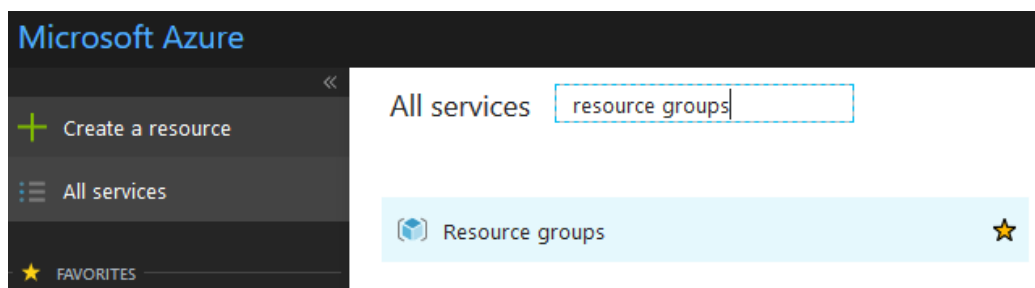 Microsoft Azure
«
Create a resource
All services
FAVORITES
All services
resource groups
Resource groups